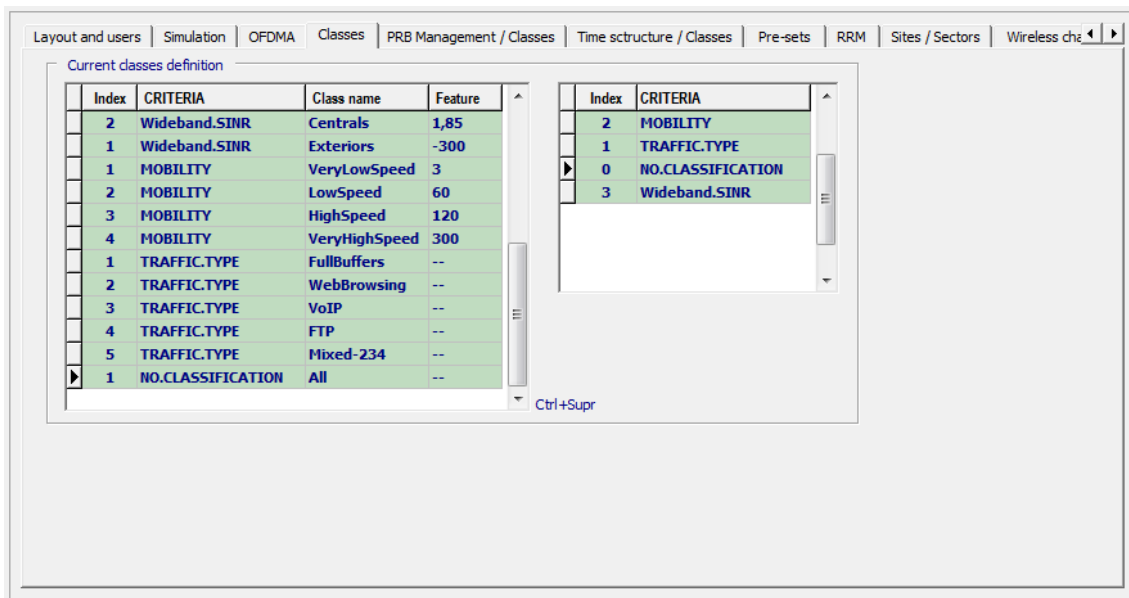 Layout and users Simulation OFDMA Classes PRB Management / Classes Time sctructure / Classes Pre-sets RRM Sites / Sectors Wireless cha
Current classes definition
Index CRITERIA Class name Feature
2 Wideband.SINR Centrals 1,85
1 Wideband.SINR Exteriors -300
1 MOBILITY VeryLowSpeed 3
2 MOBILITY LowSpeed 60
3 MOBILITY HighSpeed 120
4 MOBILITY VeryHighSpeed 300
1 TRAFFIC.TYPE FullBuffers --
2 TRAFFIC.TYPE WebBrowsing --
3 TRAFFIC.TYPE VoIP --
4 TRAFFIC.TYPE FTP --
5 TRAFFIC.TYPE Mixed-234 --
1 NO.CLASSIFICATION All --
Index CRITERIA
2 MOBILITY
1 TRAFFIC.TYPE
0 NO.CLASSIFICATION
3 Wideband.SINR
Ctrl+Supr